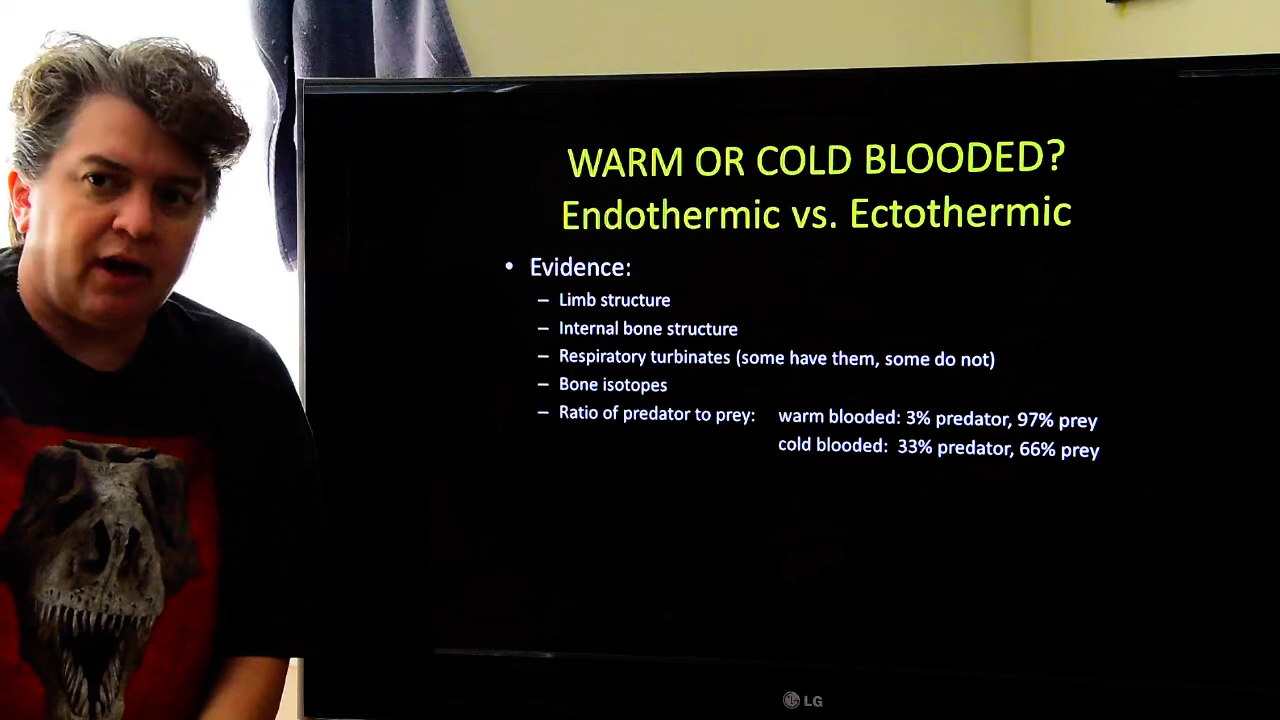 WARM OR COLD BLOODED?
Endothermic vs. Ectothermic
• Evidence:
– Limb structure
– Internal bone structure
– Respiratory turbinates (some have them, some do not)
– Bone isotopes
– Ratio of predator to prey: warm blooded: 3% predator, 97% prey
cold blooded: 33% predator, 66% prey
LG